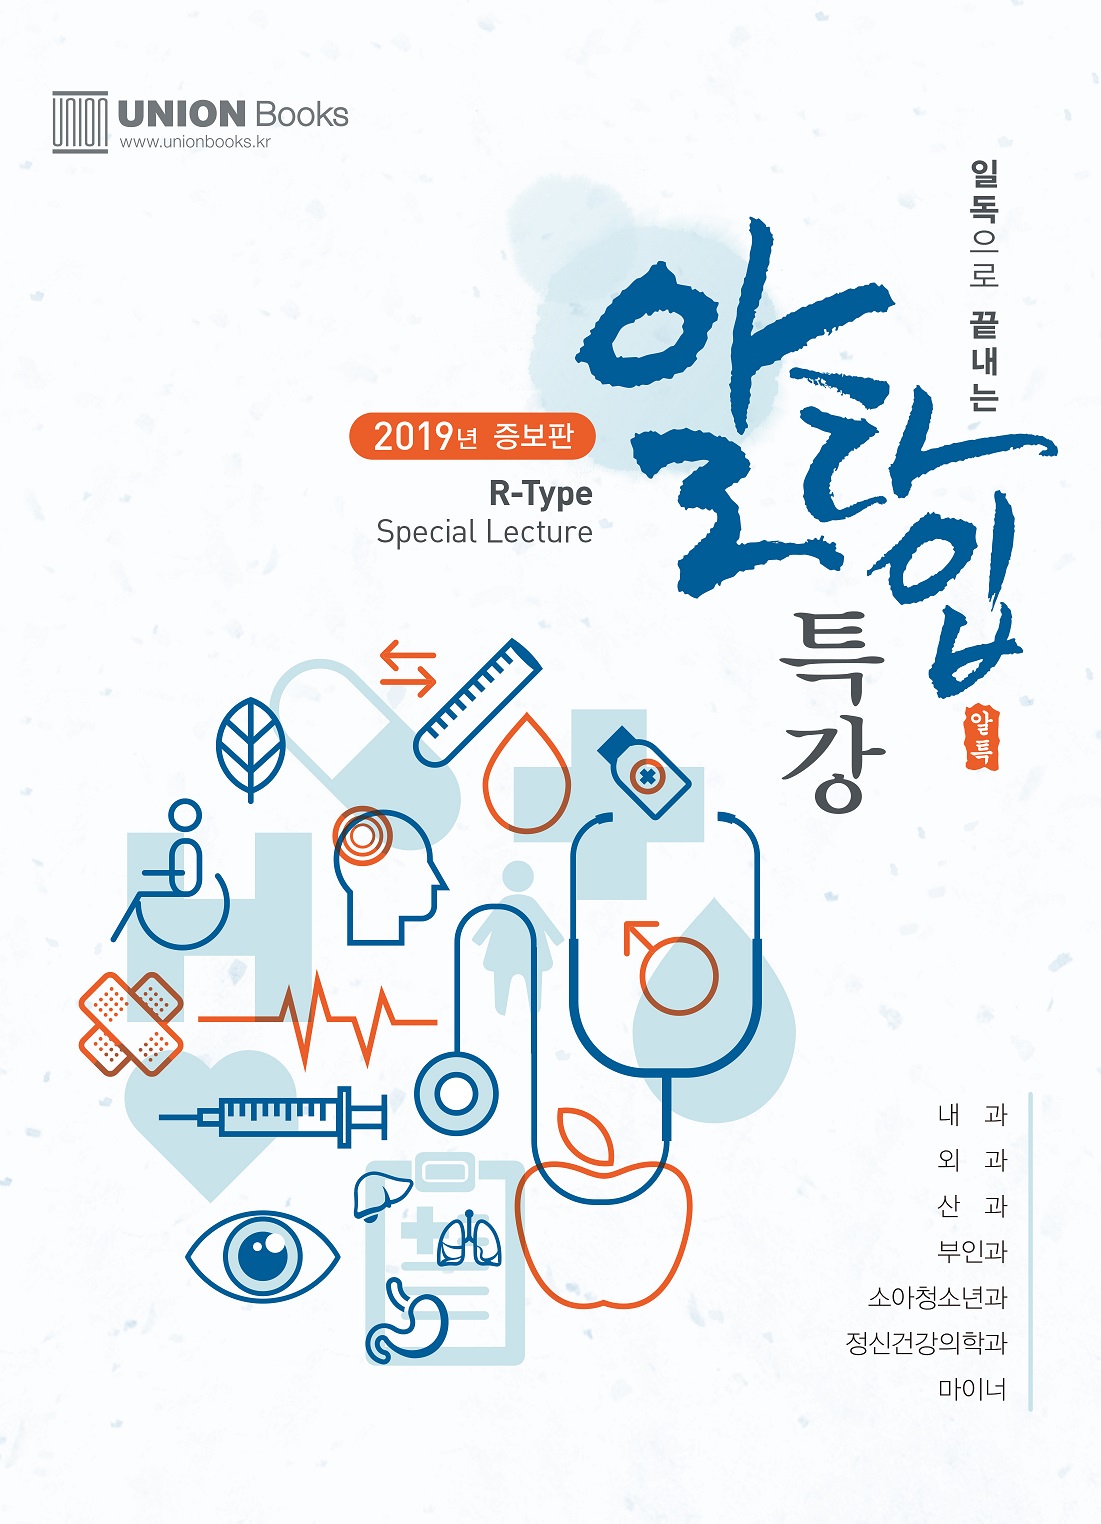 UNION
UNION Books
www.unionbooks.kr
일독으로 끝내는
알타입
특강
알특
2019년 증보판
R-Type
Special Lecture
내 과
외 과
산 과
부인과
소아청소년과
정신건강의학과
마이너